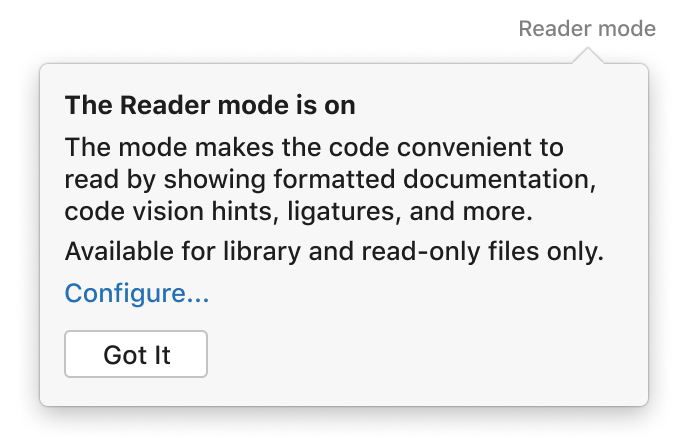 Reader mode
The Reader mode is on
The mode makes the code convenient to
read by showing formatted documentation,
code vision hints, ligatures, and more.
Available for library and read-only files only.
Configure...
Got It